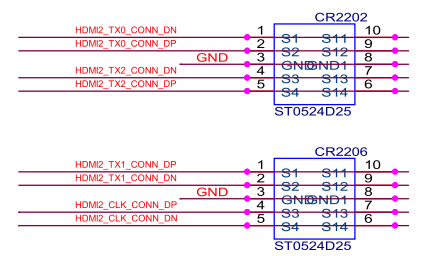 CR2202
HDMI2_TX0_CONN_DN 1 S1 S11 10
HDMI2_TX0_CONN_DP 2 S2 S12 9
GND 3 GND GND1 8
HDMI2_TX2_CONN_DN 4 S3 S13 7
HDMI2_TX2_CONN_DP 5 S4 S14 6
ST0524D25
CR2206
HDMI2_TX1_CONN_DP 1 S1 S11 10
HDMI2_TX1_CONN_DN 2 S2 S12 9
GND 3 GND GND1 8
HDMI2_CLK_CONN_DP 4 S3 S13 7
HDMI2_CLK_CONN_DN 5 S4 S14 6
ST0524D25